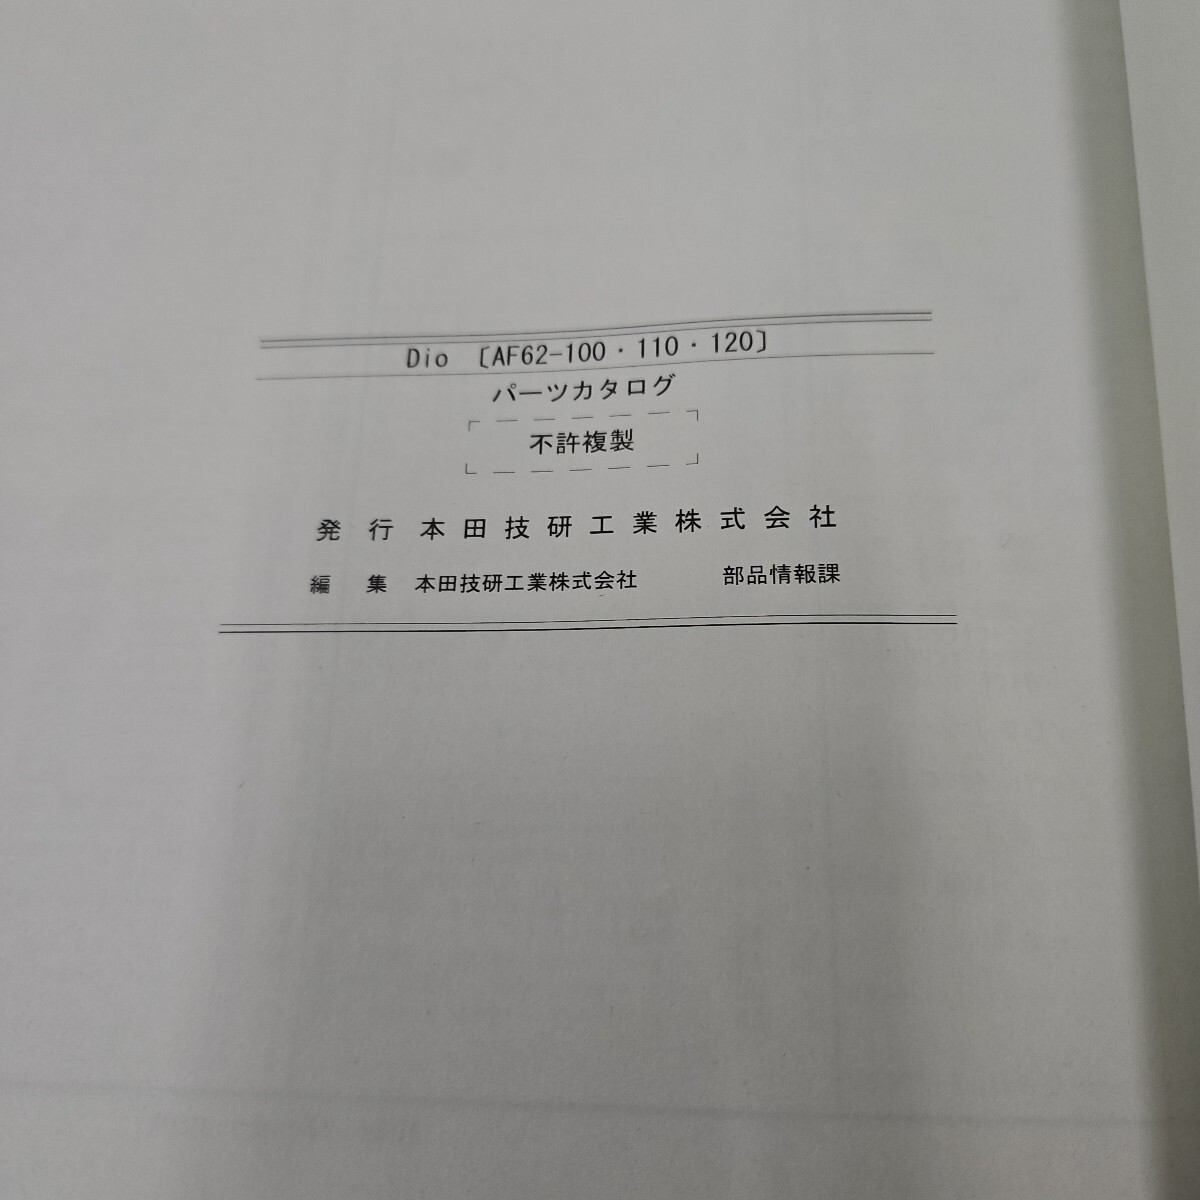 Dio 〔AF62-100・110・120〕
パーツカタログ
不許複製
発行 本田技研工業株式会社
編集 本田技研工業株式会社 部品情報課